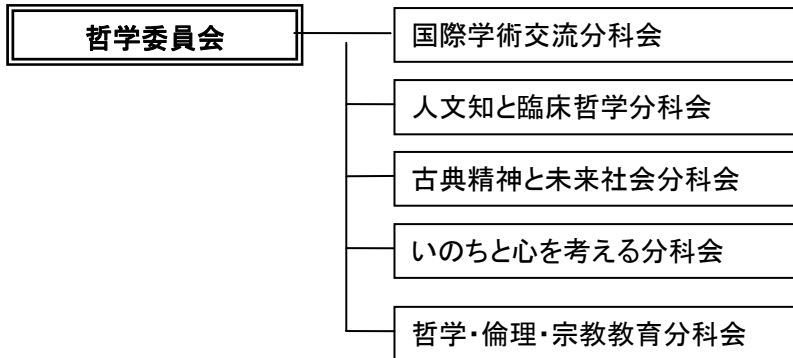 哲学委員会
国際学術交流分科会
人文知と臨床哲学分科会
古典精神と未来社会分科会
いのちと心を考える分科会
哲学・倫理・宗教教育分科会